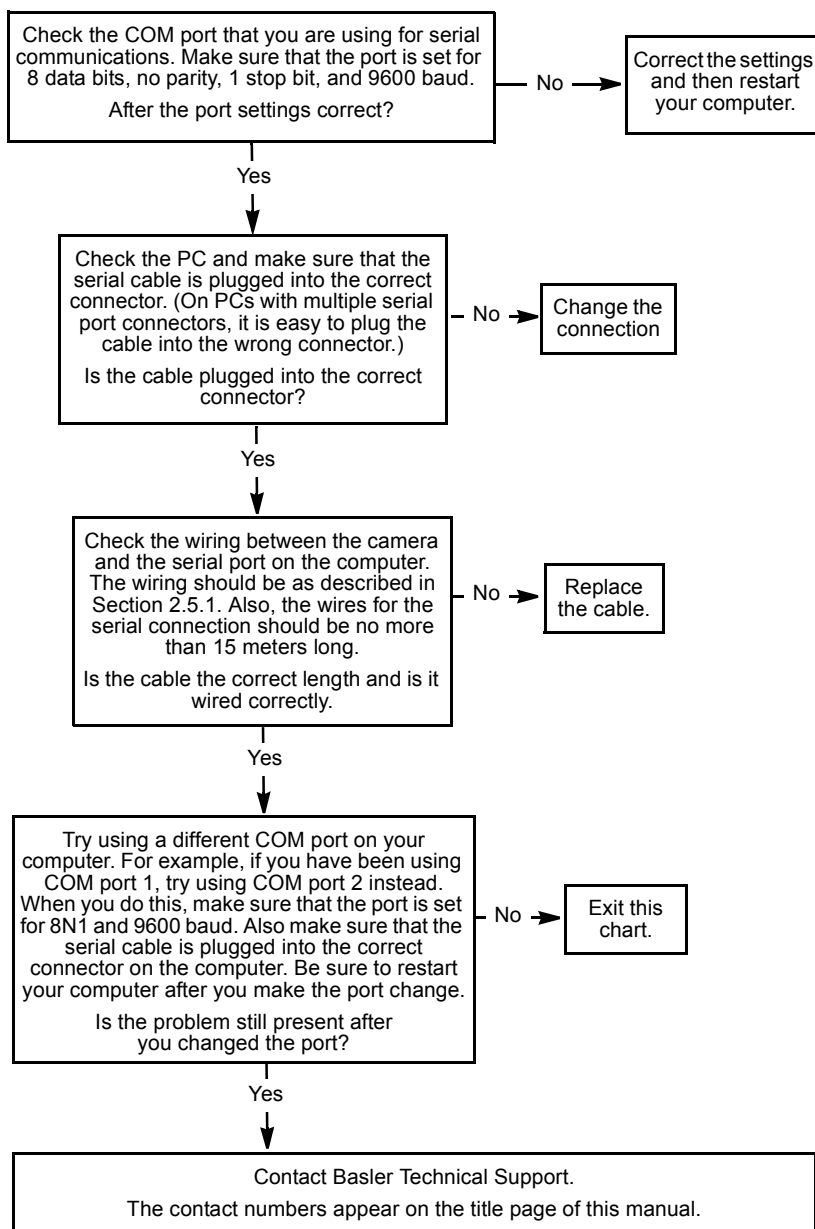 Check the COM port that you are using for serial
communications. Make sure that the port is set for
8 data bits, no parity, 1 stop bit, and 9600 baud.
After the port settings correct?
No
Correct the settings
and then restart
your computer.
Yes
Check the PC and make sure that the
serial cable is plugged into the correct
connector. (On PCs with multiple serial
port connectors, it is easy to plug the
cable into the wrong connector.)
Is the cable plugged into the correct
connector?
No
Change the
connection
Yes
Check the wiring between the camera
and the serial port on the computer.
The wiring should be as described in
Section 2.5.1. Also, the wires for the
serial connection should be no more
than 15 meters long.
Is the cable the correct length and is it
wired correctly.
No
Replace
the cable.
Yes
Try using a different COM port on your
computer. For example, if you have been using
COM port 1, try using COM port 2 instead.
When you do this, make sure that the port is set
for 8N1 and 9600 baud. Also make sure that the
serial cable is plugged into the correct
connector on the computer. Be sure to restart
your computer after you make the port change.
Is the problem still present after
you changed the port?
No
Exit this
chart.
Yes
Contact Basler Technical Support.
The contact numbers appear on the title page of this manual.